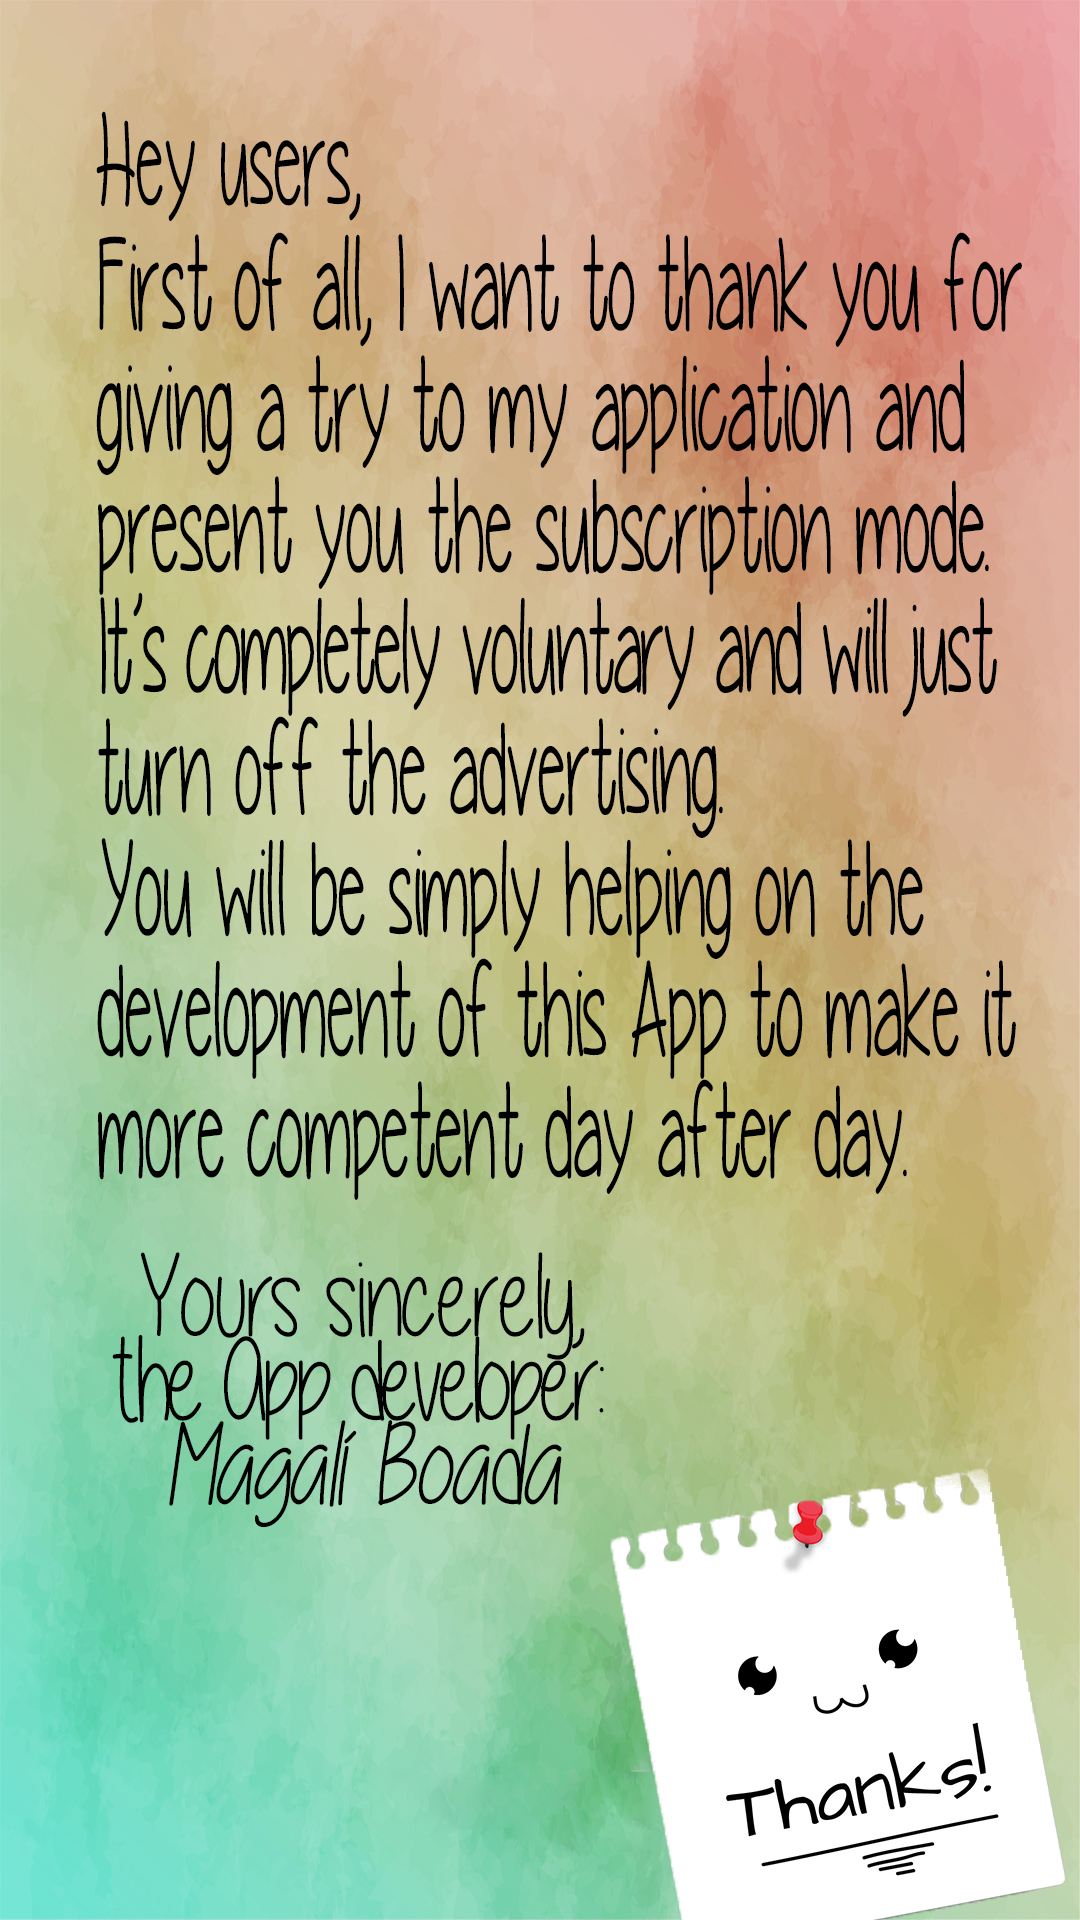 Hey users,
First of all, I want to thank you for
giving a try to my application and
present you the subscription mode.
It's completely voluntary and will just
turn off the advertising.
You will be simply helping on the
development of this App to make it
more competent day after day.
Yours sincerely,
the App developer:
Magalí Boada
Thanks!